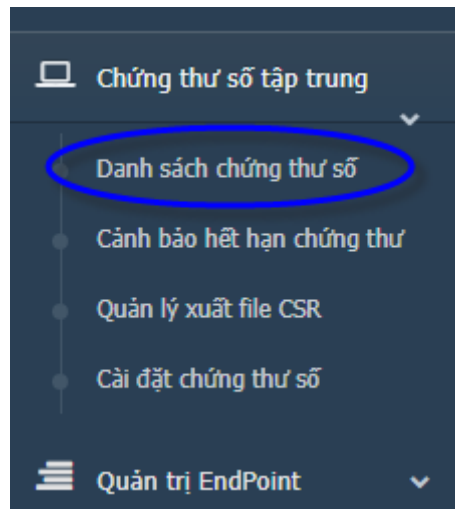 Chứng thư số tập trung
Danh sách chứng thư số
Cảnh báo hết hạn chứng thư
Quản lý xuất file CSR
Cài đặt chứng thư số
Quản trị EndPoint